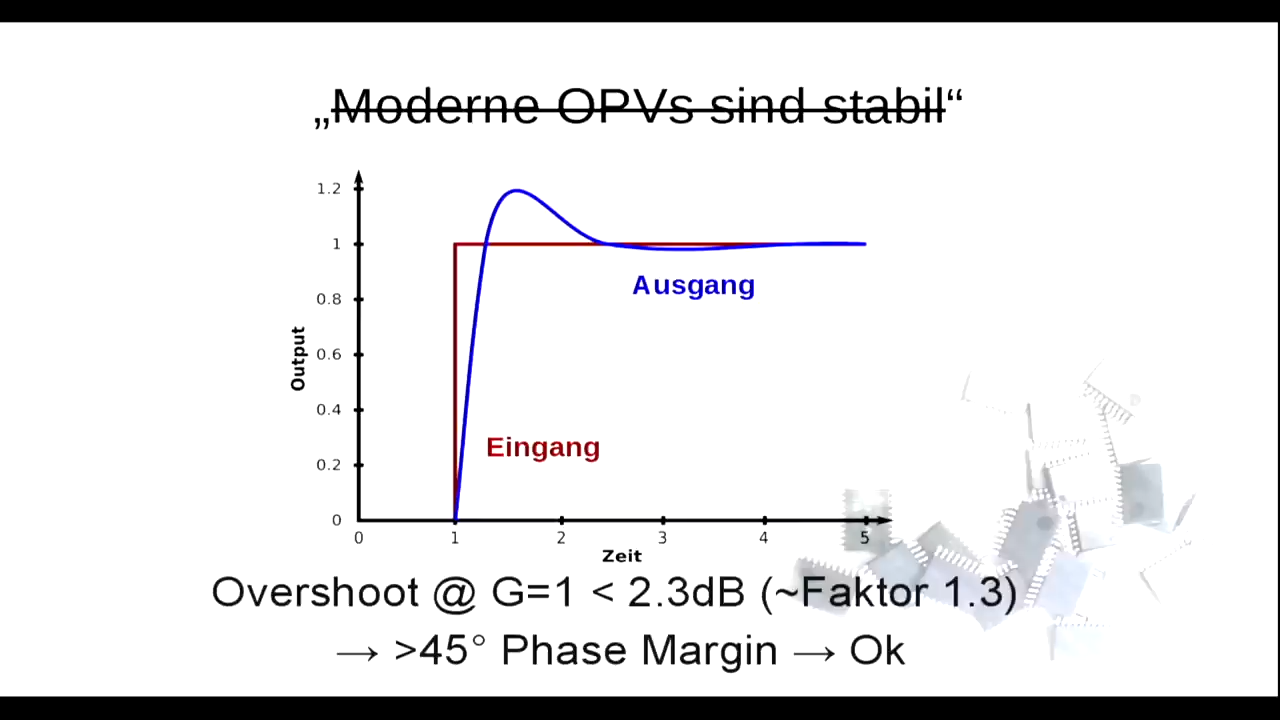 „Moderne OPVs sind stabil“
1.2
1
0.8
0.6
0.4
0.2
0
Output
Ausgang
Eingang
0 1 2 3 4 5
Zeit
Overshoot @ G=1 < 2.3dB (~Faktor 1.3)
→ >45° Phase Margin → Ok